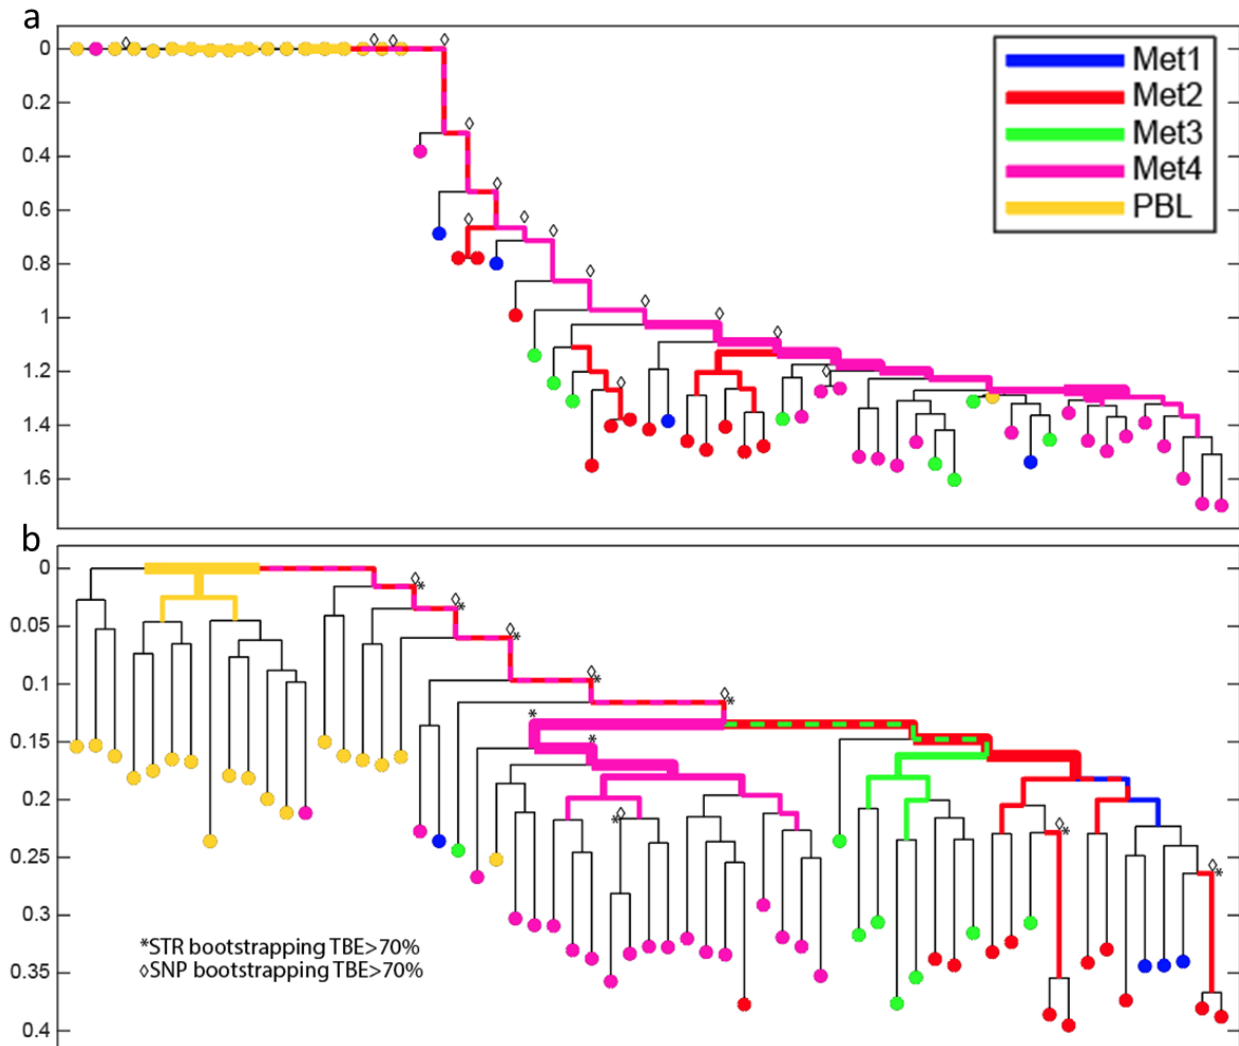 a
0
0.2
0.4
0.6
0.8
1
1.2
1.4
1.6
Met1
Met2
Met3
Met4
PBL
b
0
0.05
0.1
0.15
0.2
0.25
0.3
0.35
0.4
*STR bootstrapping TBE>70%
◊SNP bootstrapping TBE>70%